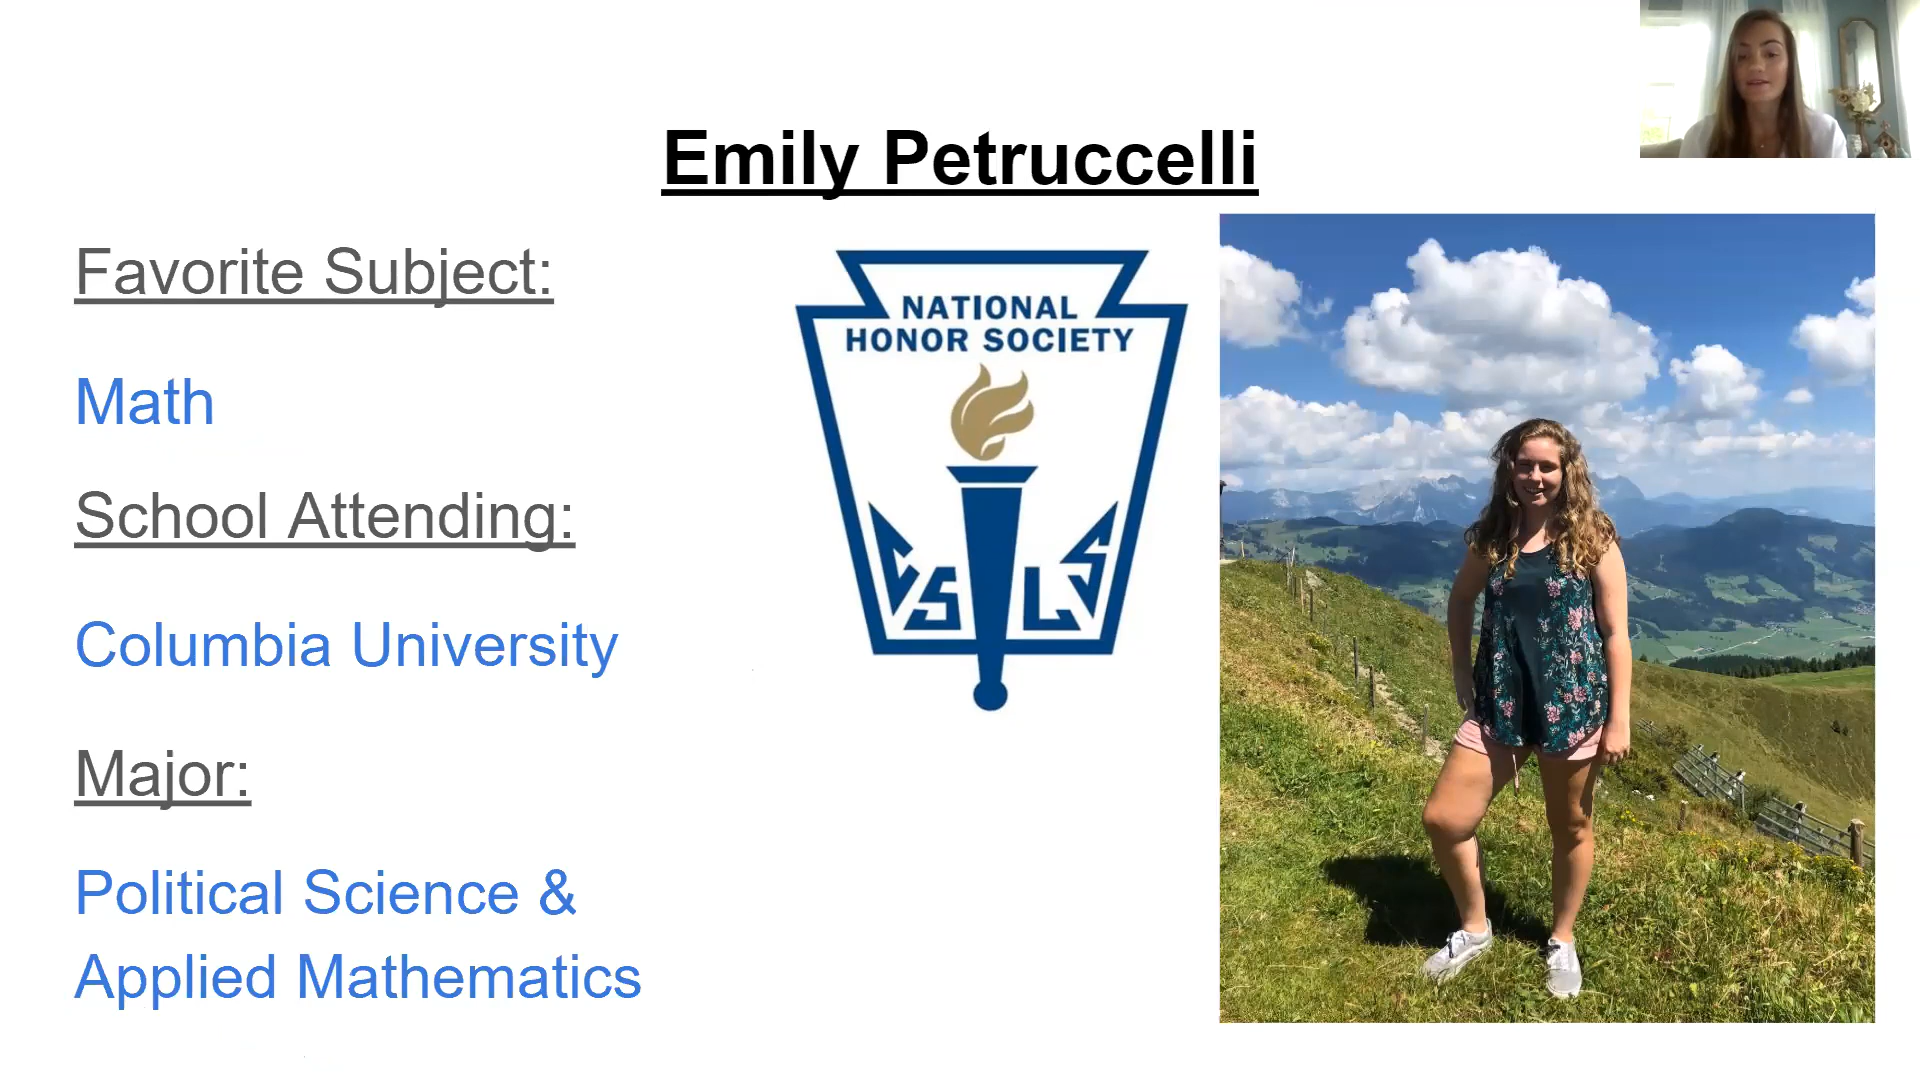 Emily Petruccelli
Favorite Subject:
Math
School Attending:
Columbia University
Major:
Political Science &
Applied Mathematics
NATIONAL
HONOR SOCIETY
C S L S